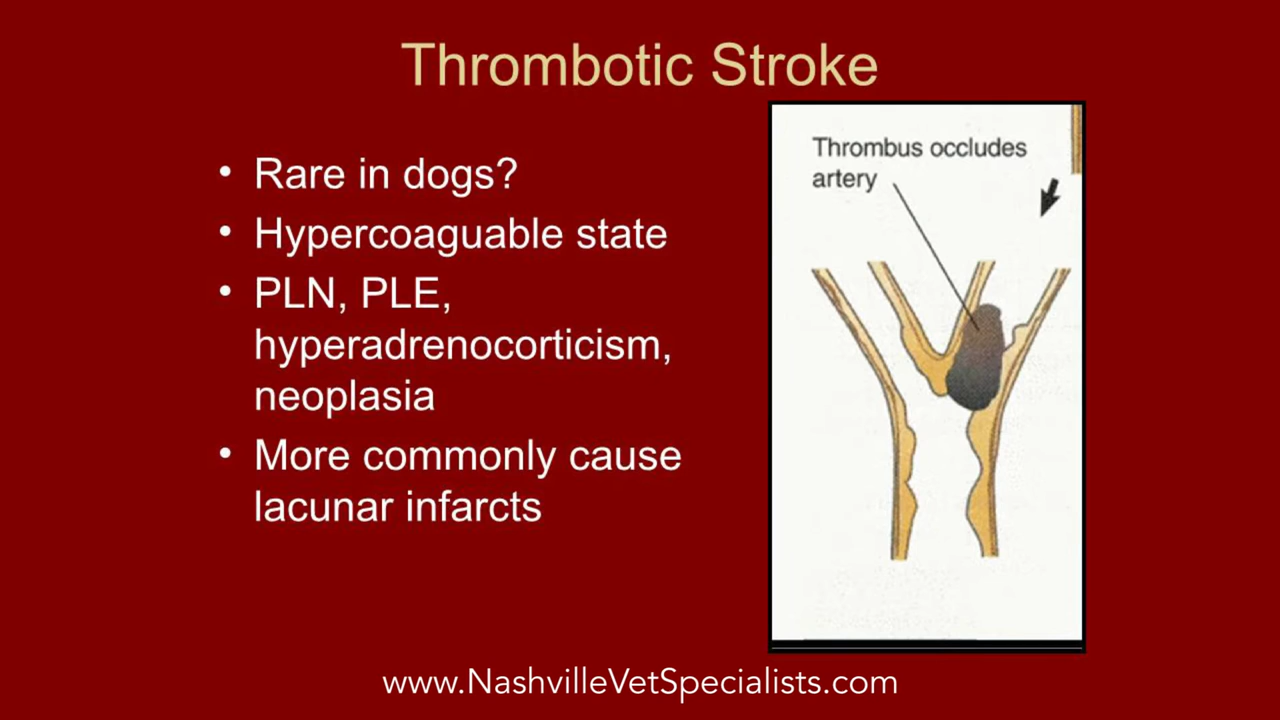 Thrombotic Stroke
• Rare in dogs?
• Hypercoaguable state
• PLN, PLE,
hyperadrenocorticism,
neoplasia
• More commonly cause
lacunar infarcts
Thrombus occludes
artery
www.NashvilleVetSpecialists.com